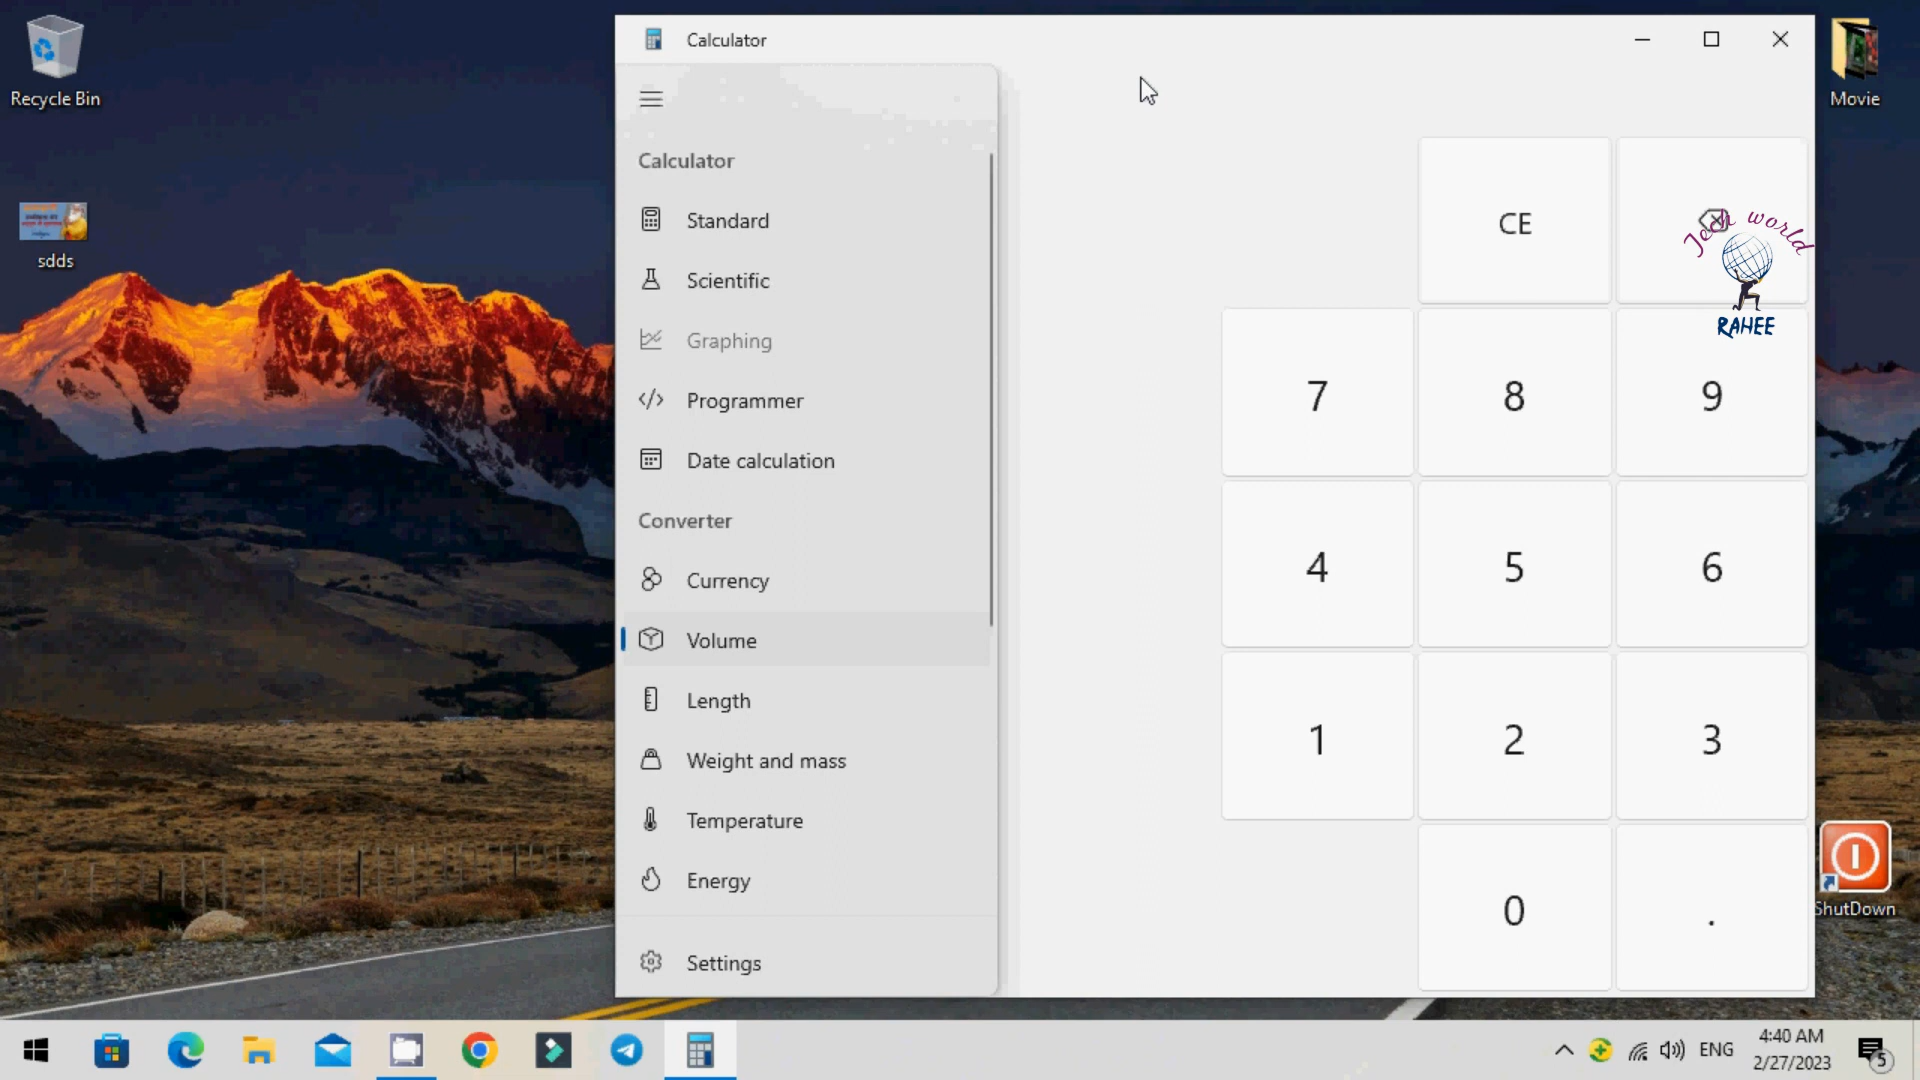 Recycle Bin
sdds
Calculator
Calculator
Standard
Scientific
Graphing
Programmer
Date calculation
Converter
Currency
Volume
Length
Weight and mass
Temperature
Energy
Settings
CE
7 8 9
4 5 6
1 2 3
0 .
Tech world
RAHEE
Movie
ShutDown
ENG
4:40 AM
2/27/2023
5